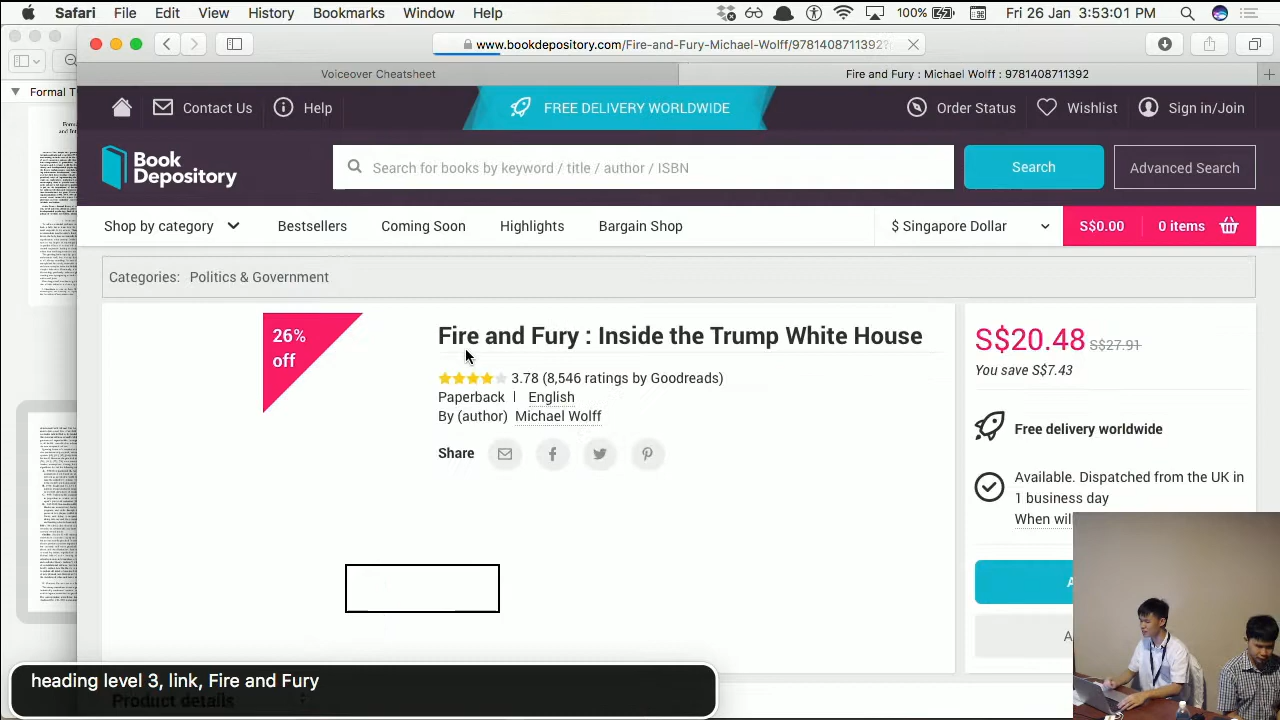 Safari File Edit View History Bookmarks Window Help 100% Fri 26 Jan 3:53:01 PM
www.bookdepository.com/Fire-and-Fury-Michael-Wolff/9781408711392?
Voiceover Cheatsheet Fire and Fury : Michael Wolff : 9781408711392
Formal T
Contact Us Help FREE DELIVERY WORLDWIDE Order Status Wishlist Sign in/Join
Book Depository
Search for books by keyword / title / author / ISBN Search Advanced Search
Shop by category Bestsellers Coming Soon Highlights Bargain Shop $ Singapore Dollar S$0.00 0 items
Categories: Politics & Government
26% off
Fire and Fury : Inside the Trump White House
3.78 (8,546 ratings by Goodreads)
Paperback | English
By (author) Michael Wolff
Share
S$20.48 S$27.91
You save S$7.43
Free delivery worldwide
Available. Dispatched from the UK in
1 business day
When wil
A
A
heading level 3, link, Fire and Fury
Product details